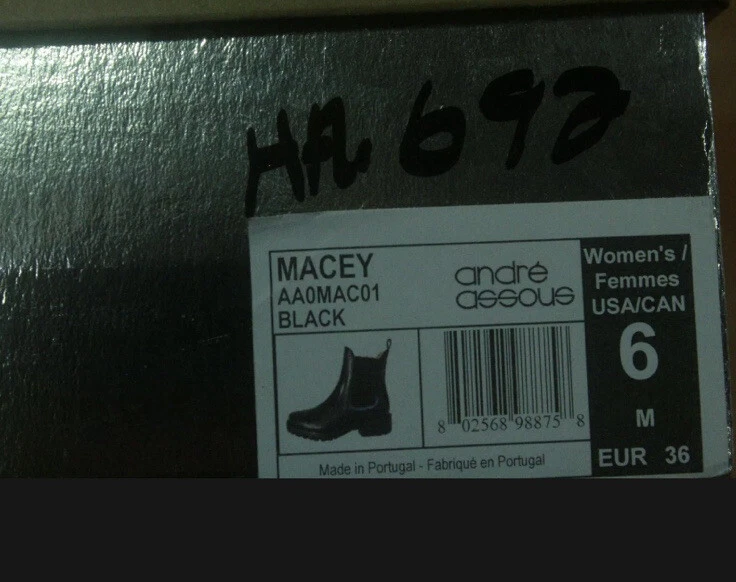 HA 692
MACEY
AA0MAC01
BLACK
andré
assous
Women's /
Femmes
USA/CAN
6
M
EUR 36
8 02568 98875 8
Made in Portugal - Fabriqué en Portugal